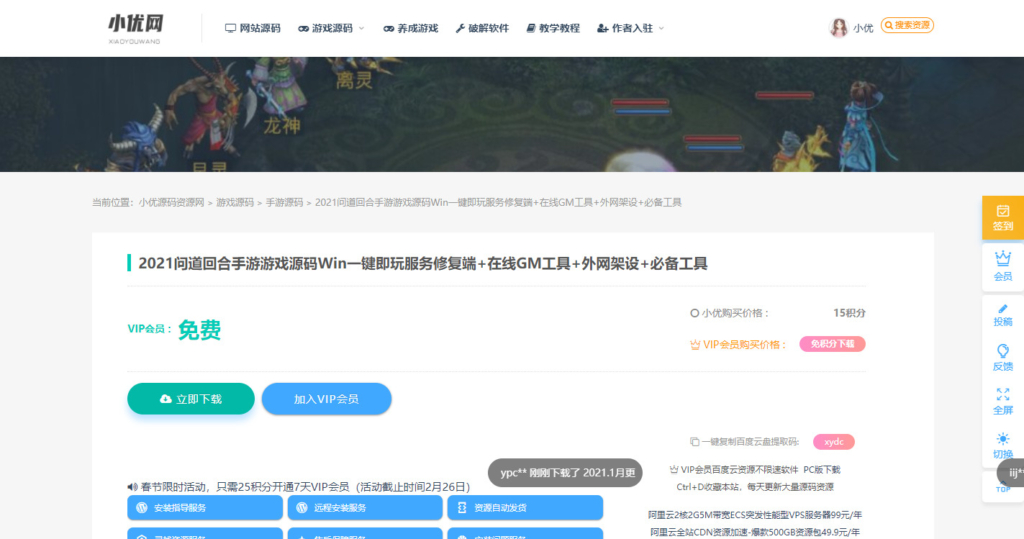 小优网
XIAOYOUWANG
网站源码 游戏源码 养成游戏 破解软件 教学教程 作者入驻
小优 搜索资源
离灵
龙神
当前位置：小优源码资源网 » 游戏源码 » 手游源码 » 2021问道回合手游游戏源码Win一键即玩服务修复端+在线GM工具+外网架设+必备工具
签到
会员
投稿
反馈
全屏
切换
TOP
2021问道回合手游游戏源码Win一键即玩服务修复端+在线GM工具+外网架设+必备工具
VIP会员： 免费
小优购买价格： 15积分
VIP会员购买价格： 免积分下载
立即下载 加入VIP会员
一键复制百度云盘提取码: xydc
ypc** 刚刚下载了 2021.1月更
iij*
VIP会员百度云资源不限速软件 PC版下载
Ctrl+D收藏本站、每天更新大量源码资源
春节限时活动，只需25积分开通7天VIP会员（活动截止时间2月26日）
安装指导服务 远程安装服务 资源自动发货
阿里云2核2G5M带宽ECS突发性能型VPS服务器99元/年
阿里云全站CDN资源加速-爆款500GB资源包49.9元/年